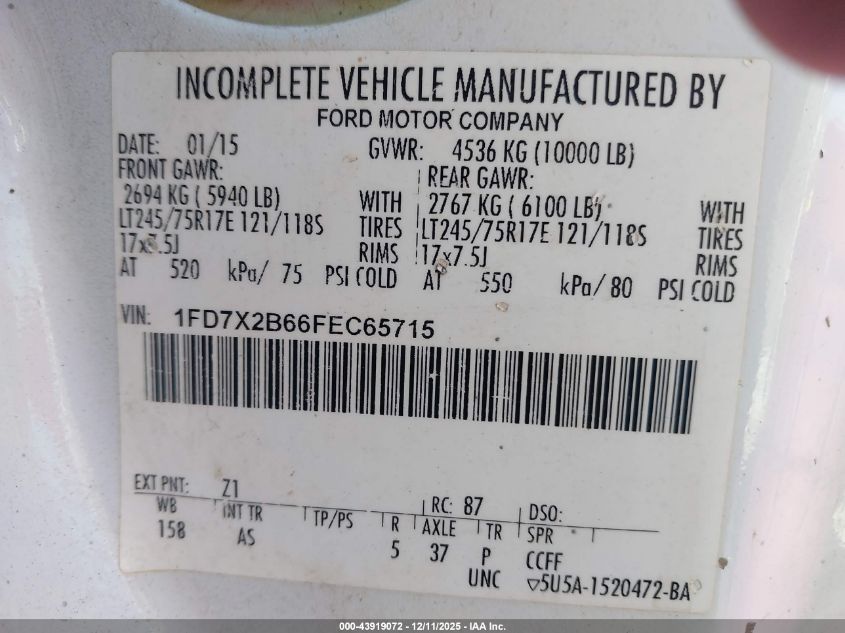 INCOMPLETE VEHICLE MANUFACTURED BY
FORD MOTOR COMPANY
DATE: 01/15 GVWR: 4536 KG (10000 LB)
FRONT GAWR: REAR GAWR:
2694 KG ( 5940 LB) WITH 2767 KG ( 6100 LB) WITH
LT245/75R17E 121/118S TIRES LT245/75R17E 121/118S TIRES
17x7.5J RIMS 17x7.5J RIMS
AT 520 kPa/ 75 PSI COLD AT 550 kPa/ 80 PSI COLD
VIN: 1FD7X2B66FEC65715
EXT PNT: Z1 RC: 87 DSO:
WB INT TR TP/PS R AXLE TR SPR
158 AS 5 37 P CCFF
UNC ▽5U5A-1520472-BA
000-43919072 - 12/11/2025 - IAA Inc.